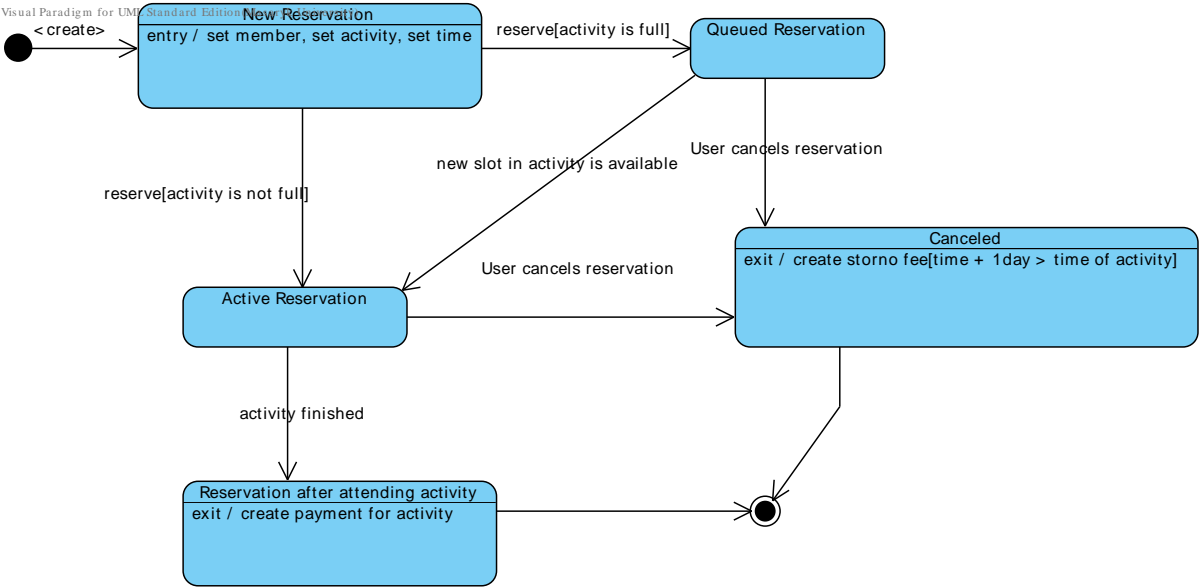 Visual Paradigm for UML Standard Edition
New Reservation
< create>
entry / set member, set activity, set time
reserve[activity is full]
Queued Reservation
User cancels reservation
new slot in activity is available
reserve[activity is not full]
Canceled
exit / create storno fee[time + 1day > time of activity]
User cancels reservation
Active Reservation
activity finished
Reservation after attending activity
exit / create payment for activity